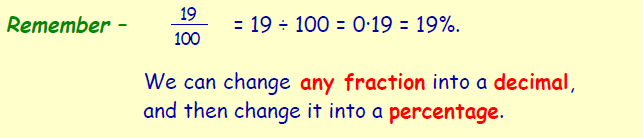 Remember – 19/100 = 19 ÷ 100 = 0·19 = 19%.
We can change any fraction into a decimal,
and then change it into a percentage.